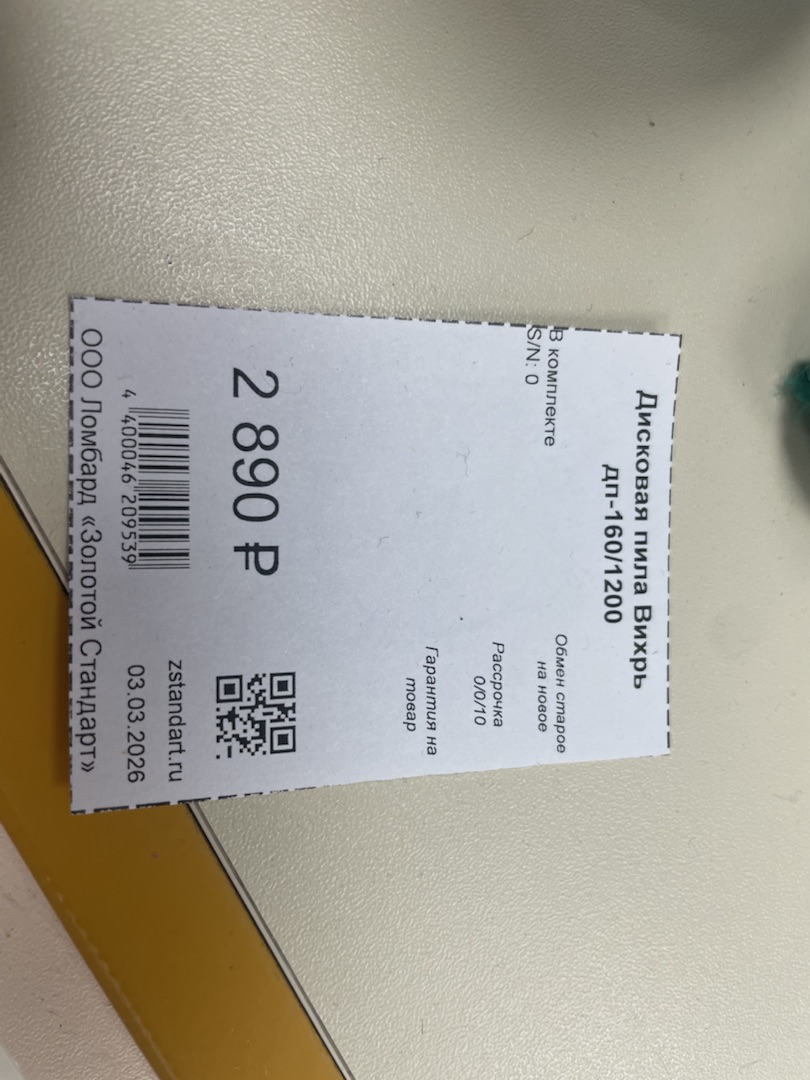 Дисковая пила Вихрь
дп-160/1200
В комплекте
S/N: 0
Обмен старое
на новое
Рассрочка
0/0/10
Гарантия на
товар
2 890 ₽
4 400046 209539
zstandart.ru
03.03.2026
ООО Ломбард «Золотой Стандарт»